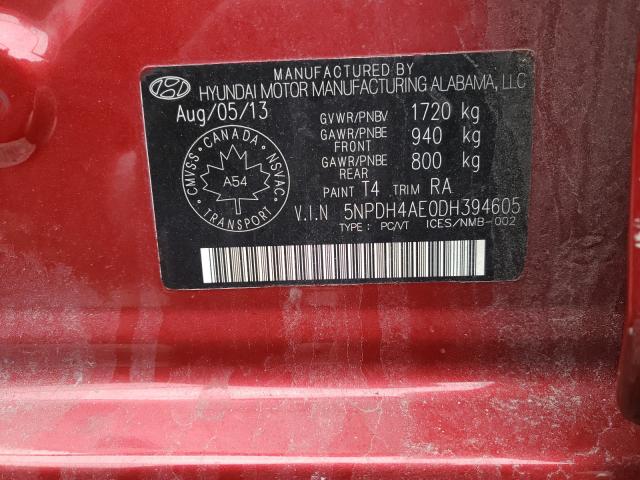 MANUFACTURED BY
HYUNDAI MOTOR MANUFACTURING ALABAMA, LLC
Aug/05/13
GVWR/PNBV 1720 kg
GAWR/PNBE FRONT 940 kg
GAWR/PNBE REAR 800 kg
PAINT T4 TRIM RA
V.I.N 5NPDH4AE0DH394605
TYPE : PC/VT ICES/NMB-002
CANADA
CMVSS
NSVAC
A54
TRANSPORT